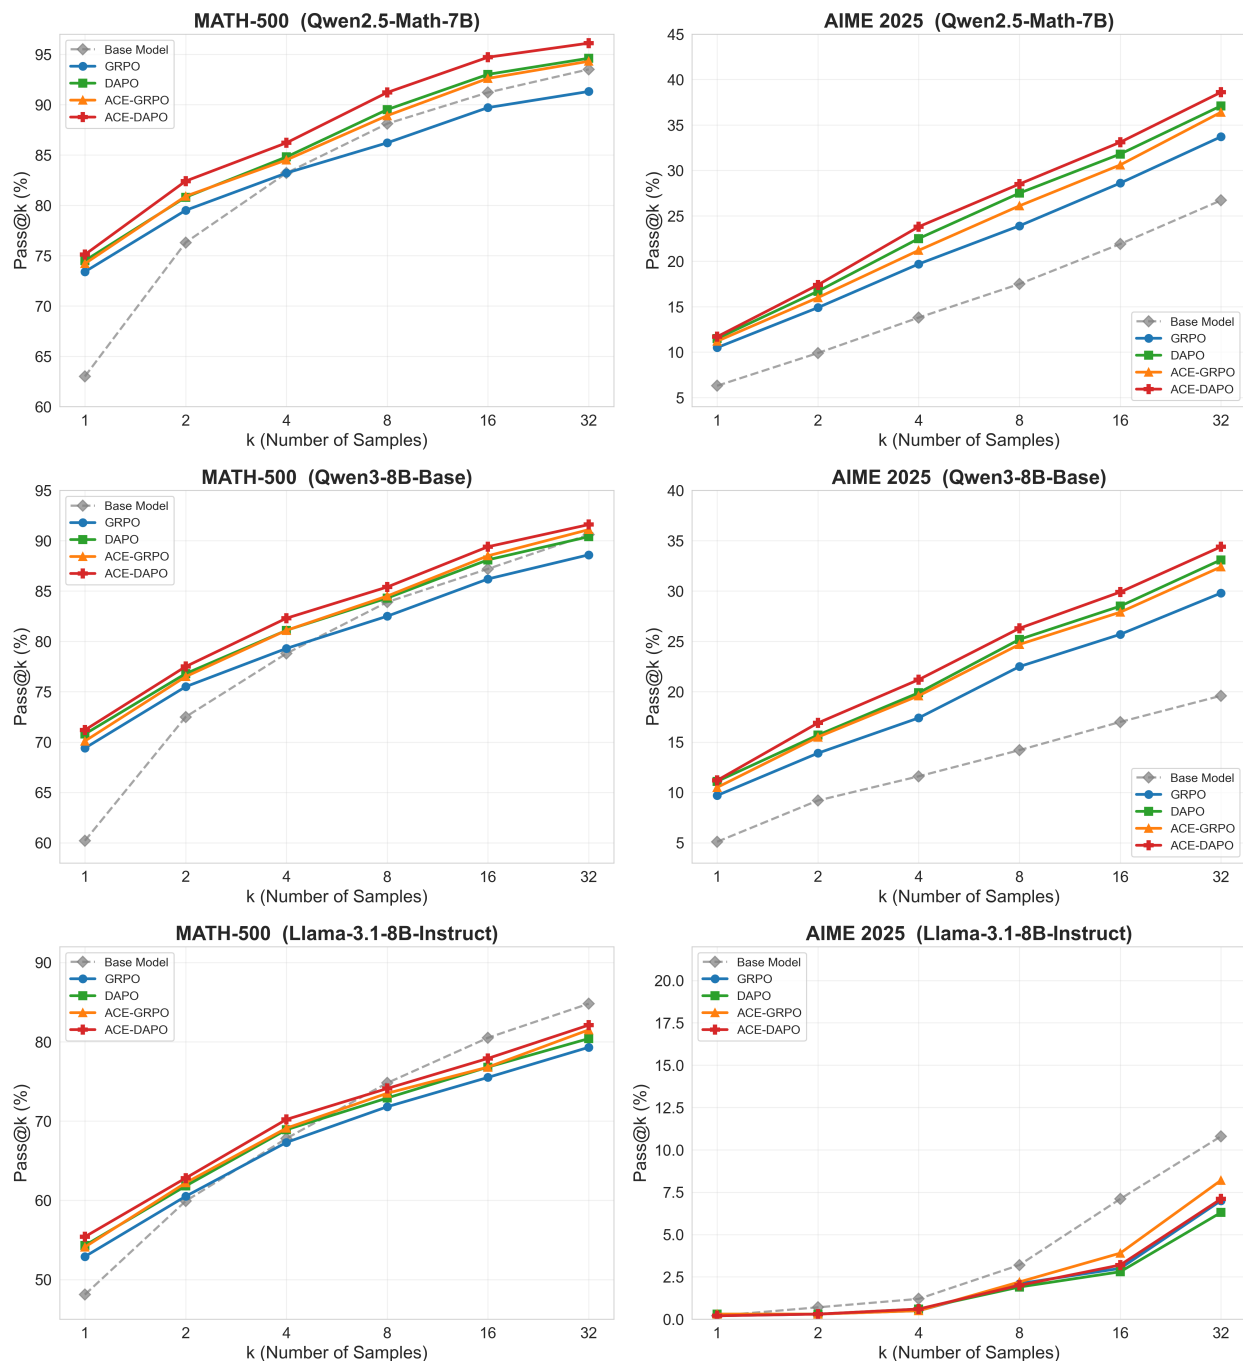 MATH-500 (Qwen2.5-Math-7B)
Pass@k (%)
95
90
85
80
75
70
65
60
Base Model
GRPO
DAPO
ACE-GRPO
ACE-DAPO
1 2 4 8 16 32
k (Number of Samples)
AIME 2025 (Qwen2.5-Math-7B)
Pass@k (%)
45
40
35
30
25
20
15
10
5
Base Model
GRPO
DAPO
ACE-GRPO
ACE-DAPO
1 2 4 8 16 32
k (Number of Samples)
MATH-500 (Qwen3-8B-Base)
Pass@k (%)
95
90
85
80
75
70
65
60
Base Model
GRPO
DAPO
ACE-GRPO
ACE-DAPO
1 2 4 8 16 32
k (Number of Samples)
AIME 2025 (Qwen3-8B-Base)
Pass@k (%)
40
35
30
25
20
15
10
5
Base Model
GRPO
DAPO
ACE-GRPO
ACE-DAPO
1 2 4 8 16 32
k (Number of Samples)
MATH-500 (Llama-3.1-8B-Instruct)
Pass@k (%)
90
80
70
60
50
Base Model
GRPO
DAPO
ACE-GRPO
ACE-DAPO
1 2 4 8 16 32
k (Number of Samples)
AIME 2025 (Llama-3.1-8B-Instruct)
Pass@k (%)
20.0
17.5
15.0
12.5
10.0
7.5
5.0
2.5
0.0
Base Model
GRPO
DAPO
ACE-GRPO
ACE-DAPO
1 2 4 8 16 32
k (Number of Samples)